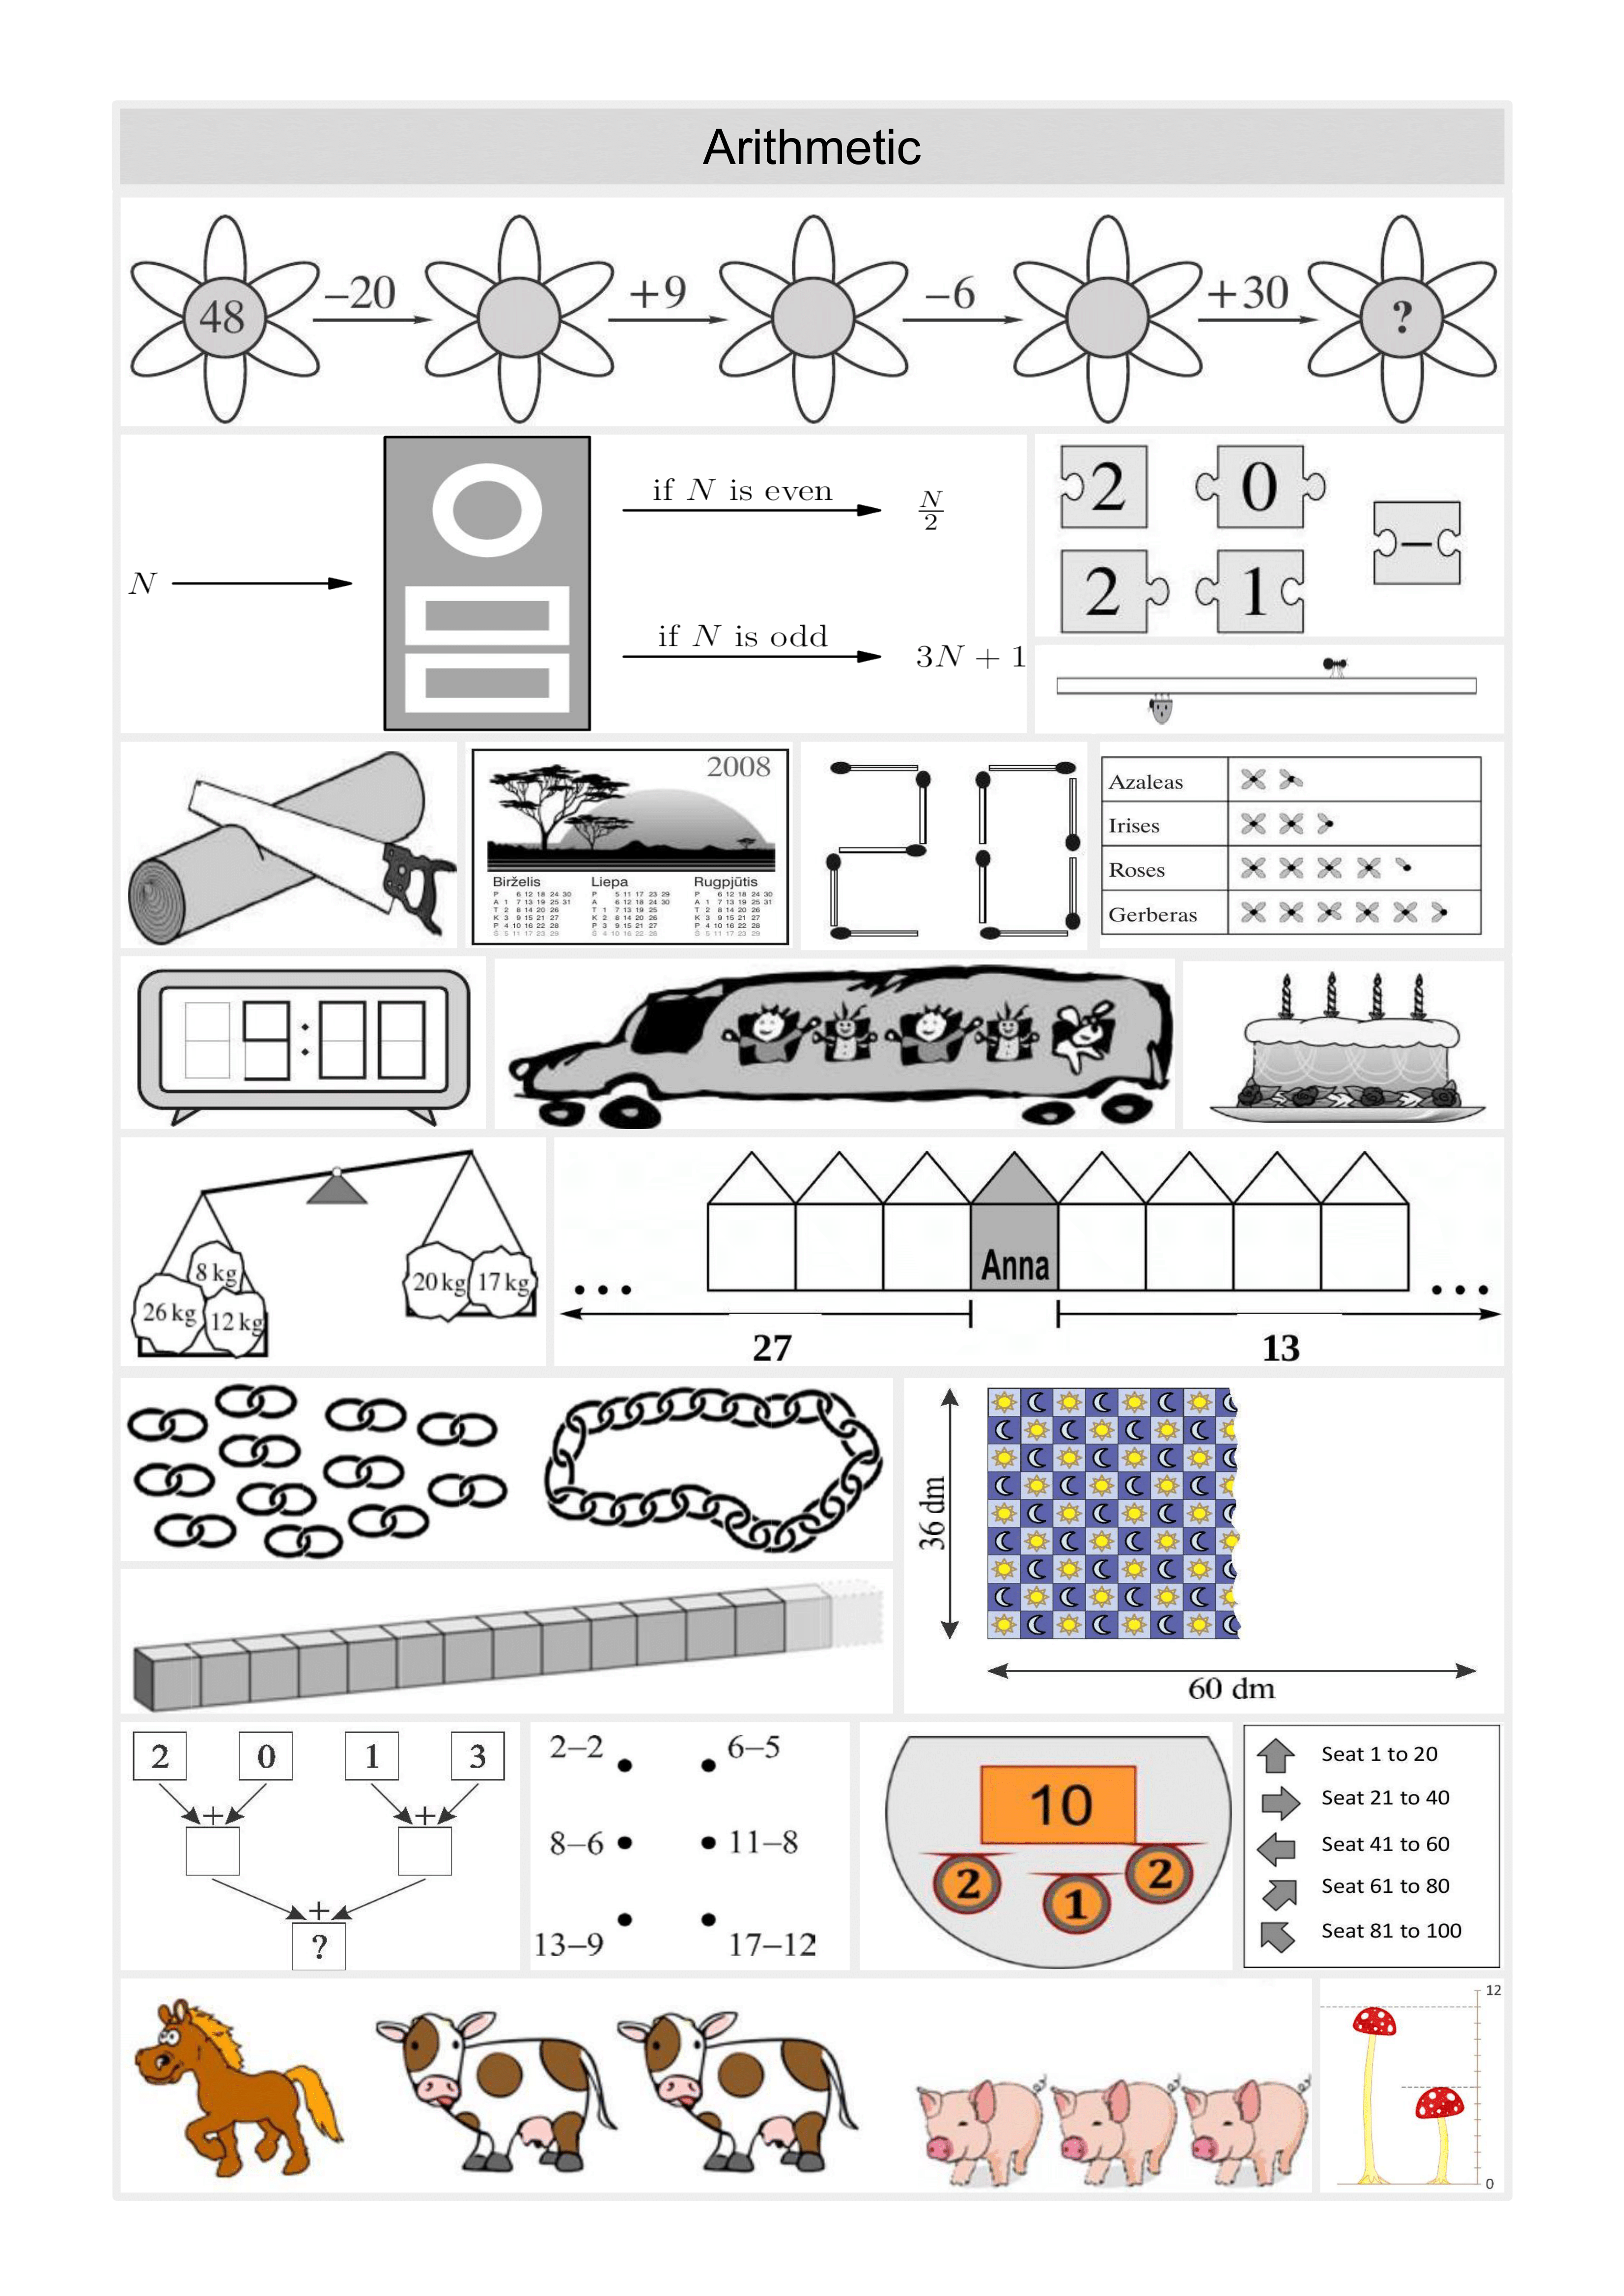 Arithmetic
48 –20 +9 –6 +30 ?
N
if N is even N/2
if N is odd 3N + 1
2 0
–
2 1
2008
Birželis Liepa Rugpjūtis
Azaleas
Irises
Roses
Gerberas
8 kg
26 kg 12 kg
20 kg 17 kg
Anna
... ...
27 13
36 dm
60 dm
2 0 1 3
+ +
+
?
2–2 6–5
8–6 11–8
13–9 17–12
10
2 1 2
Seat 1 to 20
Seat 21 to 40
Seat 41 to 60
Seat 61 to 80
Seat 81 to 100
12
0